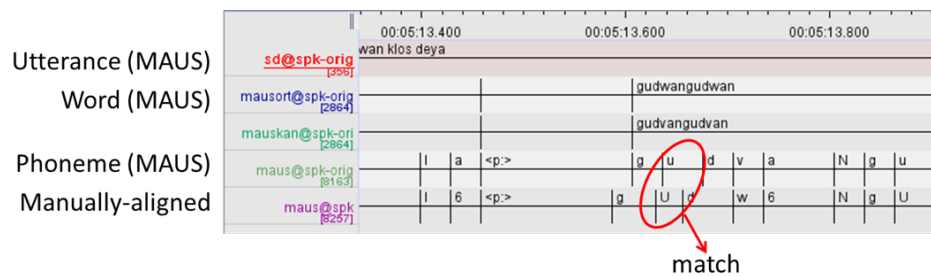 00:05:13.400 00:05:13.600 00:05:13.800
Utterance (MAUS) sd@spk-orig [356] wan klos deya
Word (MAUS) mausort@spk-orig [2864] gudwangudwan
mauskan@spk-ori [2864] gudvangudvan
Phoneme (MAUS) maus@spk-orig [8163] l a <p:> g u d v a N g u
Manually-aligned maus@spk [8257] l 6 <p:> g U d w 6 N g U
match